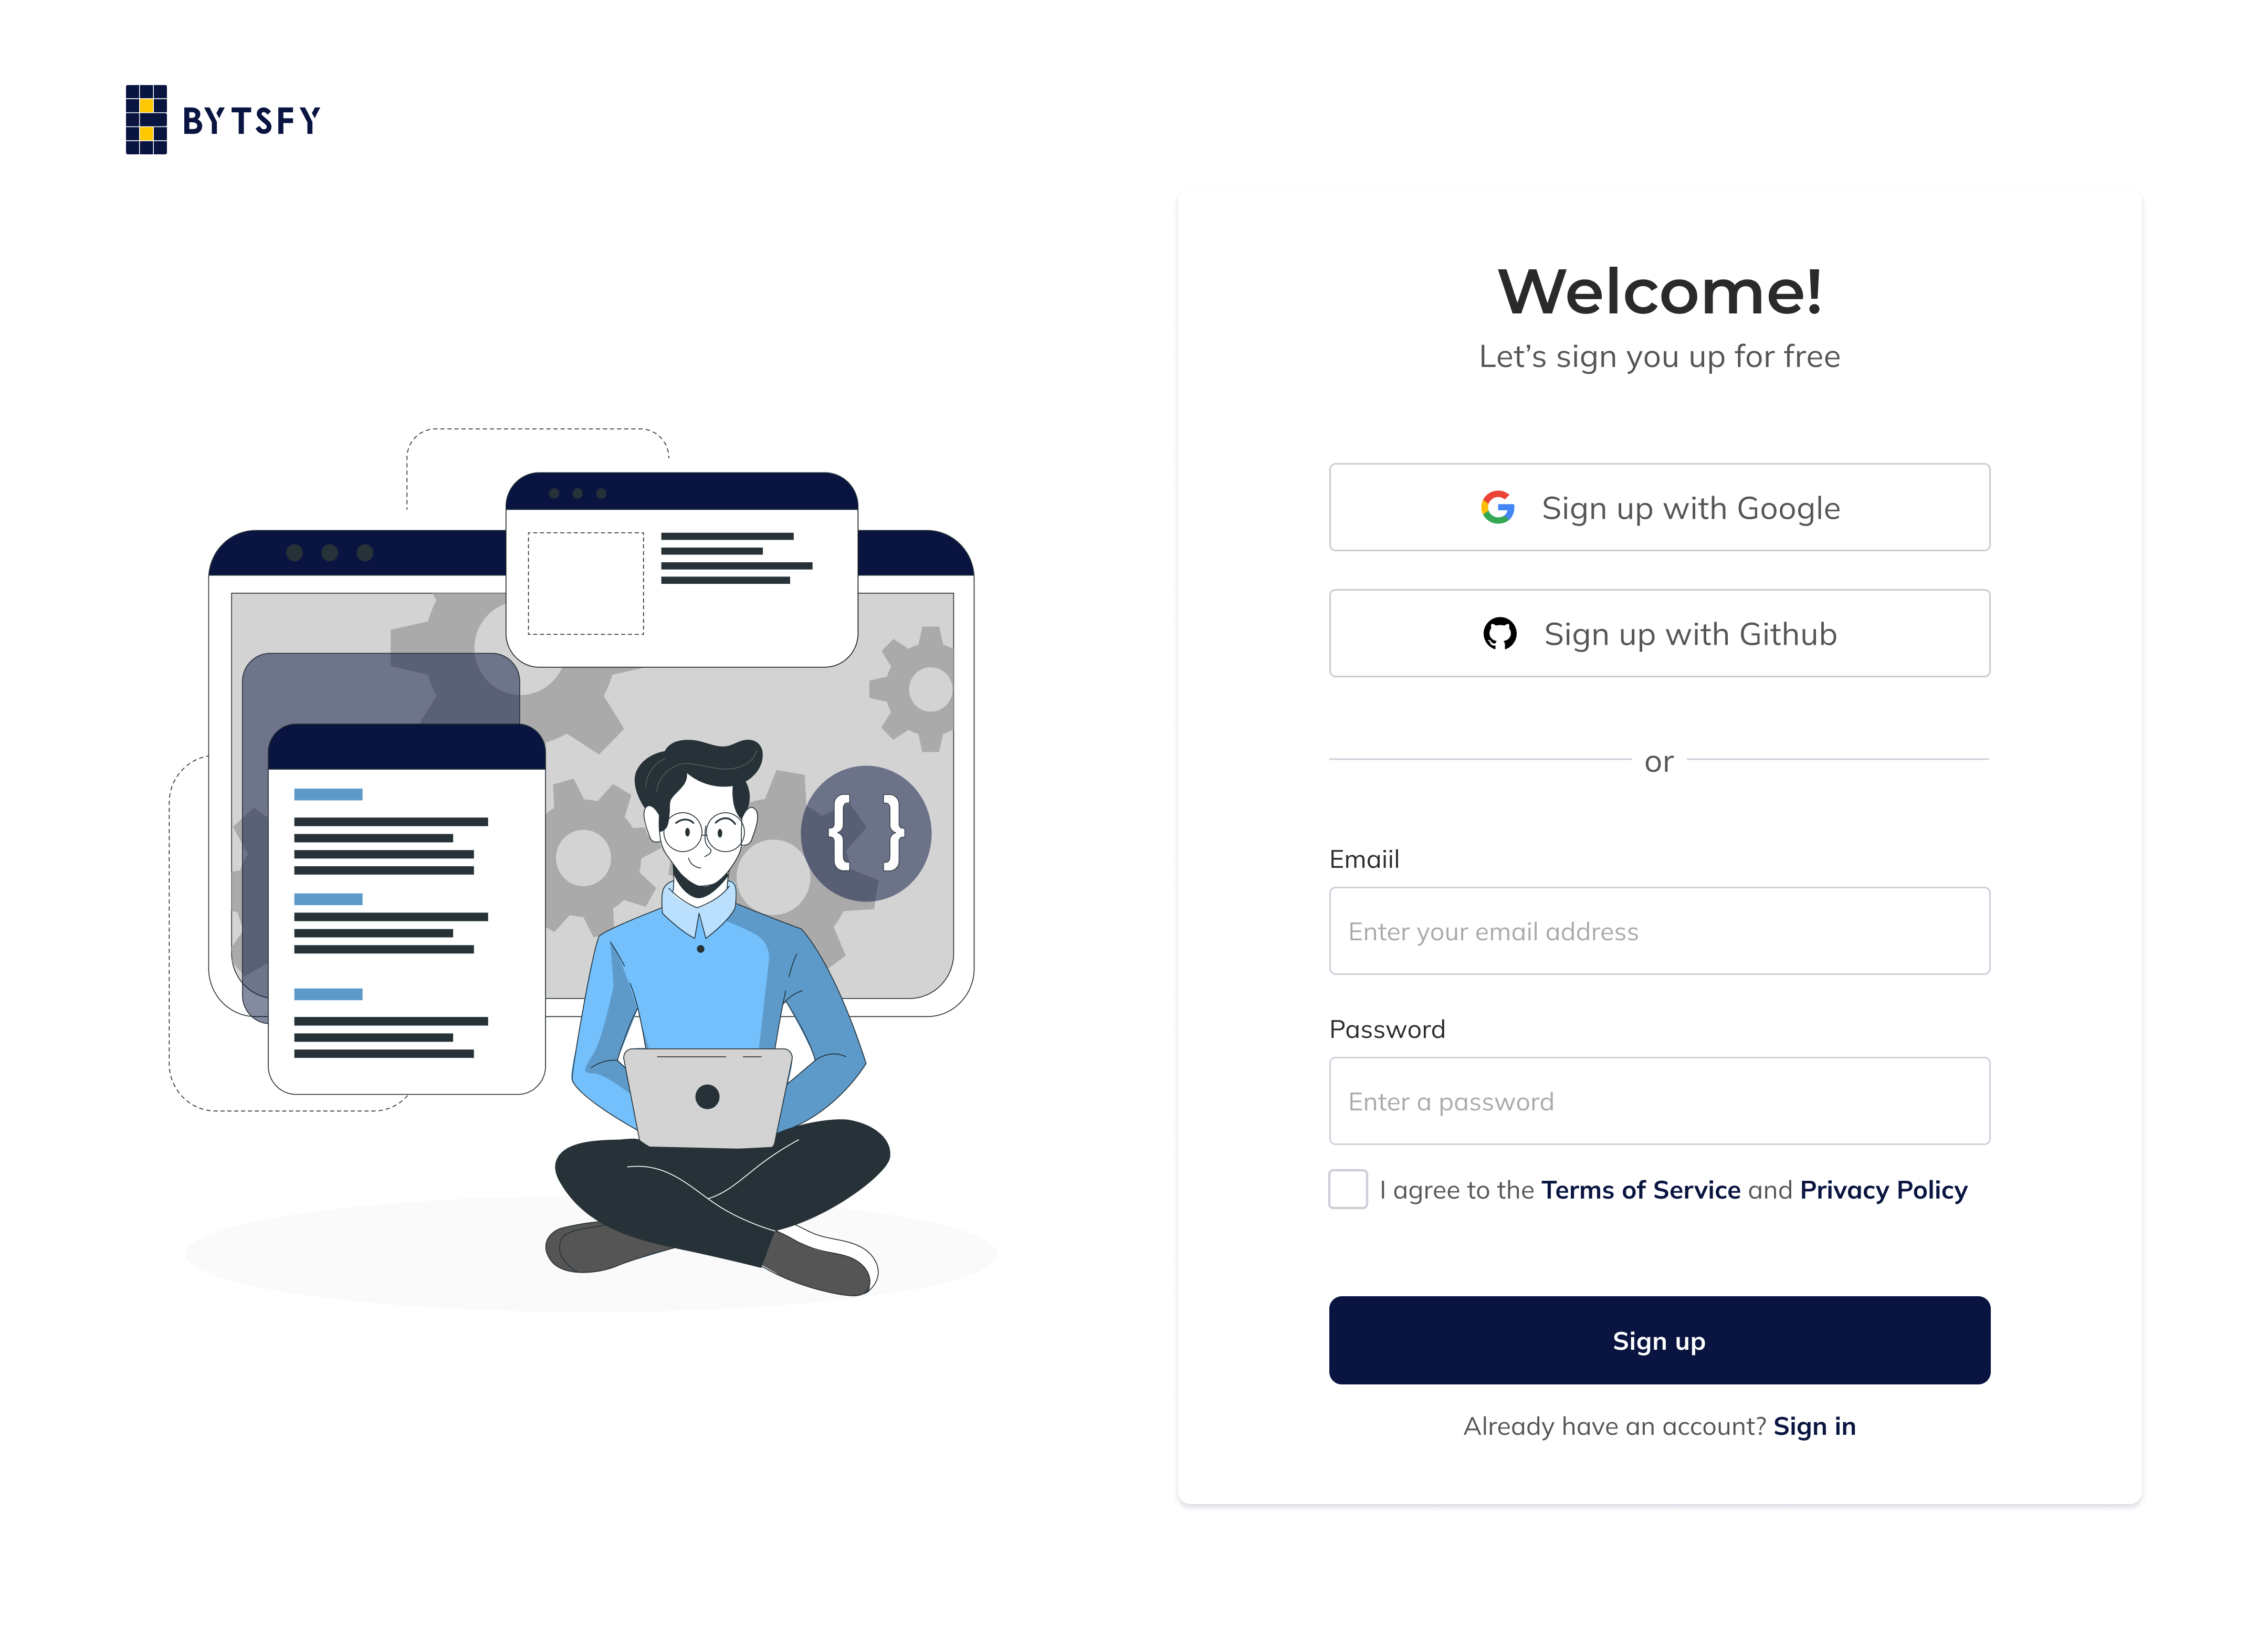 BYTSFY
Welcome!
Let’s sign you up for free
Sign up with Google
Sign up with Github
or
Emaiil
Enter your email address
Password
Enter a password
I agree to the Terms of Service and Privacy Policy
Sign up
Already have an account? Sign in
{ }